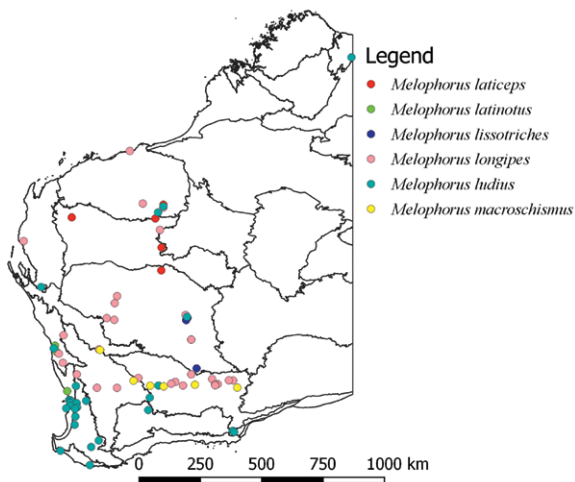 Legend
Melophorus laticeps
Melophorus latinotus
Melophorus lissotriches
Melophorus longipes
Melophorus ludius
Melophorus macroschismus
0 250 500 750 1000 km